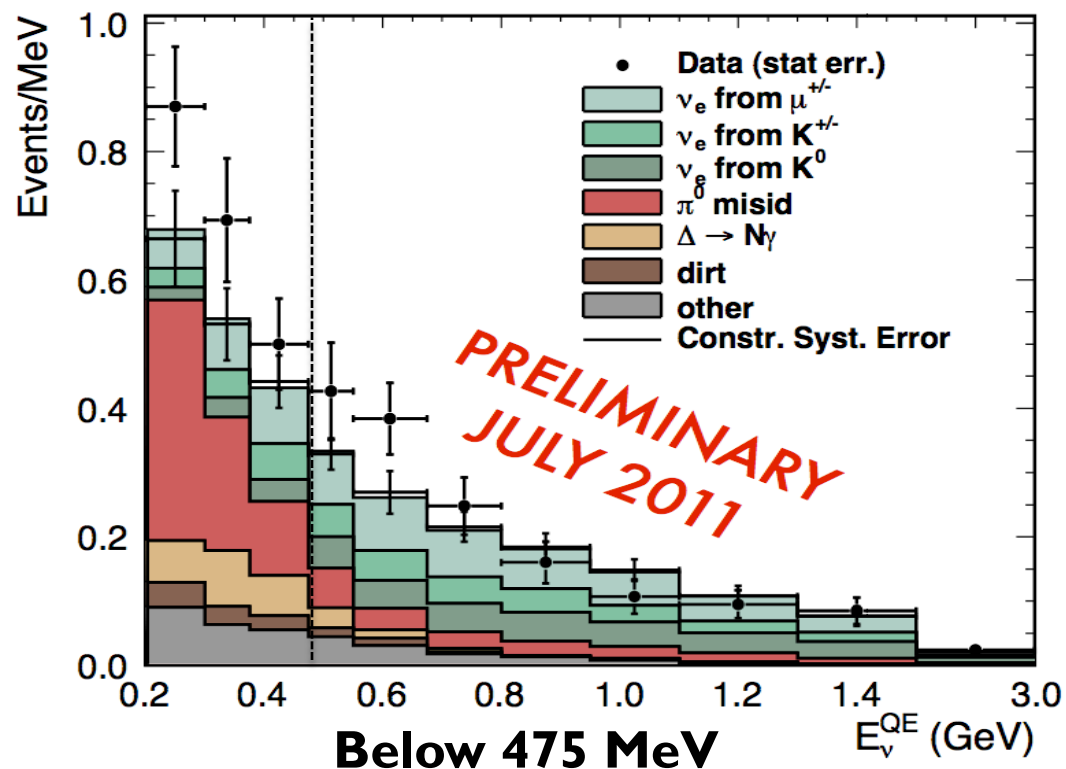 Events/MeV
1.0
0.8
0.6
0.4
0.2
0.0
Data (stat err.)
νe from μ+/-
νe from K+/-
νe from K0
π0 misid
Δ → Nγ
dirt
other
Constr. Syst. Error
PRELIMINARY
JULY 2011
0.2 0.4 0.6 0.8 1.0 1.2 1.4 3.0
EνQE (GeV)
Below 475 MeV